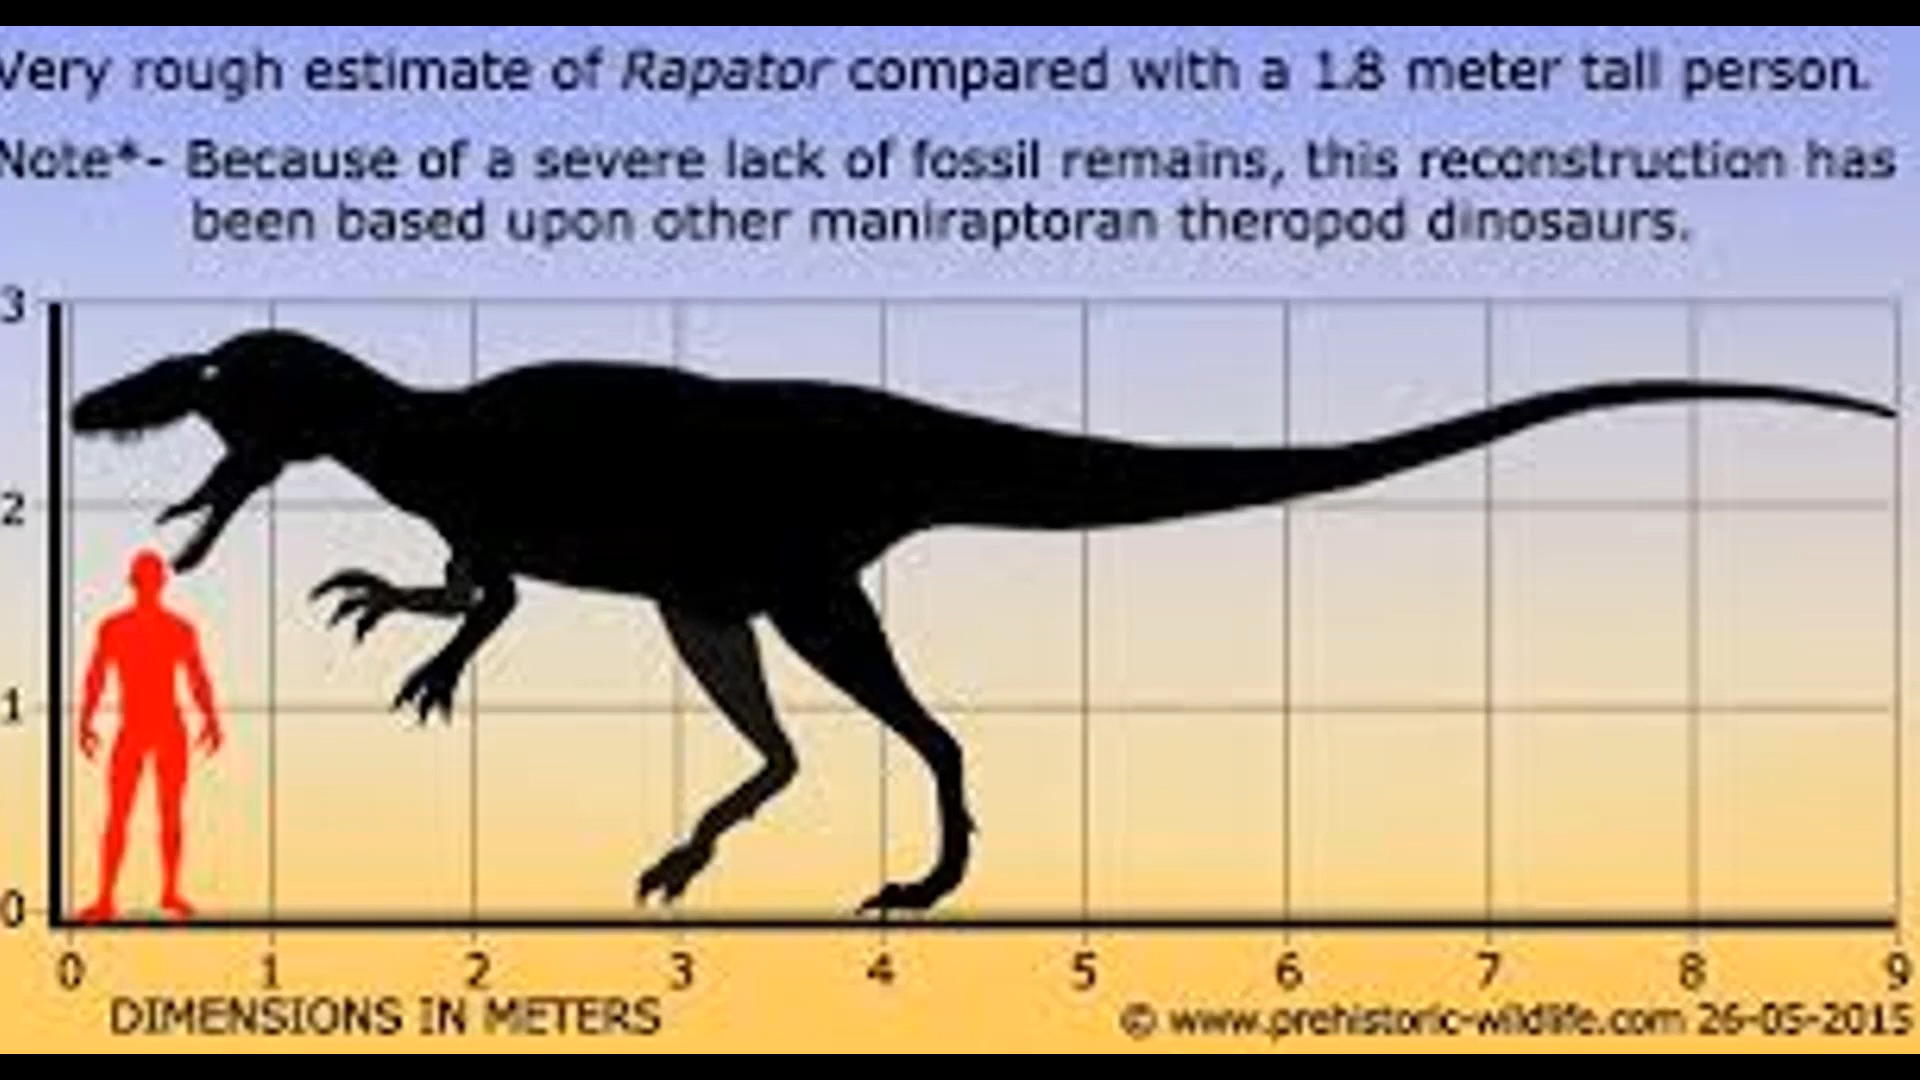 Very rough estimate of Rapator compared with a 1.8 meter tall person.
Note*- Because of a severe lack of fossil remains, this reconstruction has
been based upon other maniraptoran theropod dinosaurs.
3
2
1
0
0 1 2 3 4 5 6 7 8 9
DIMENSIONS IN METERS
© www.prehistoric-wildlife.com 26-05-2015